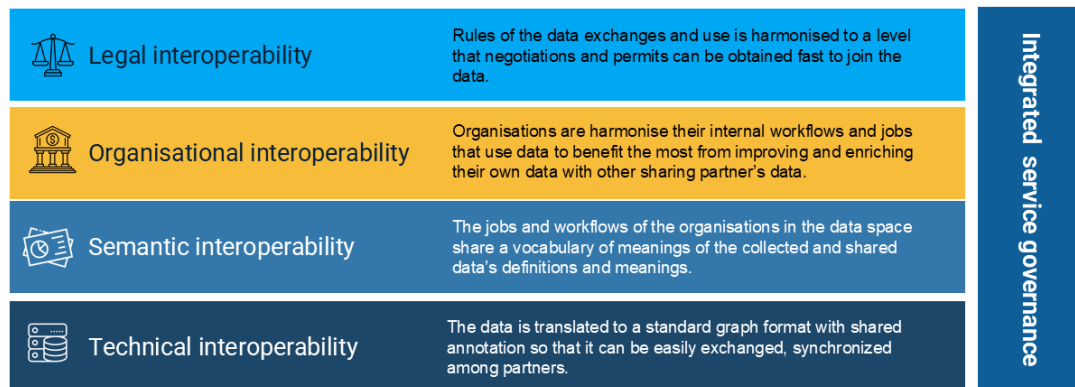 Legal interoperability
Rules of the data exchanges and use is harmonised to a level
that negotiations and permits can be obtained fast to join the
data.
Organisational interoperability
Organisations are harmonise their internal workflows and jobs
that use data to benefit the most from improving and enriching
their own data with other sharing partner's data.
Semantic interoperability
The jobs and workflows of the organisations in the data space
share a vocabulary of meanings of the collected and shared
data's definitions and meanings.
Technical interoperability
The data is translated to a standard graph format with shared
annotation so that it can be easily exchanged, synchronized
among partners.
Integrated service governance